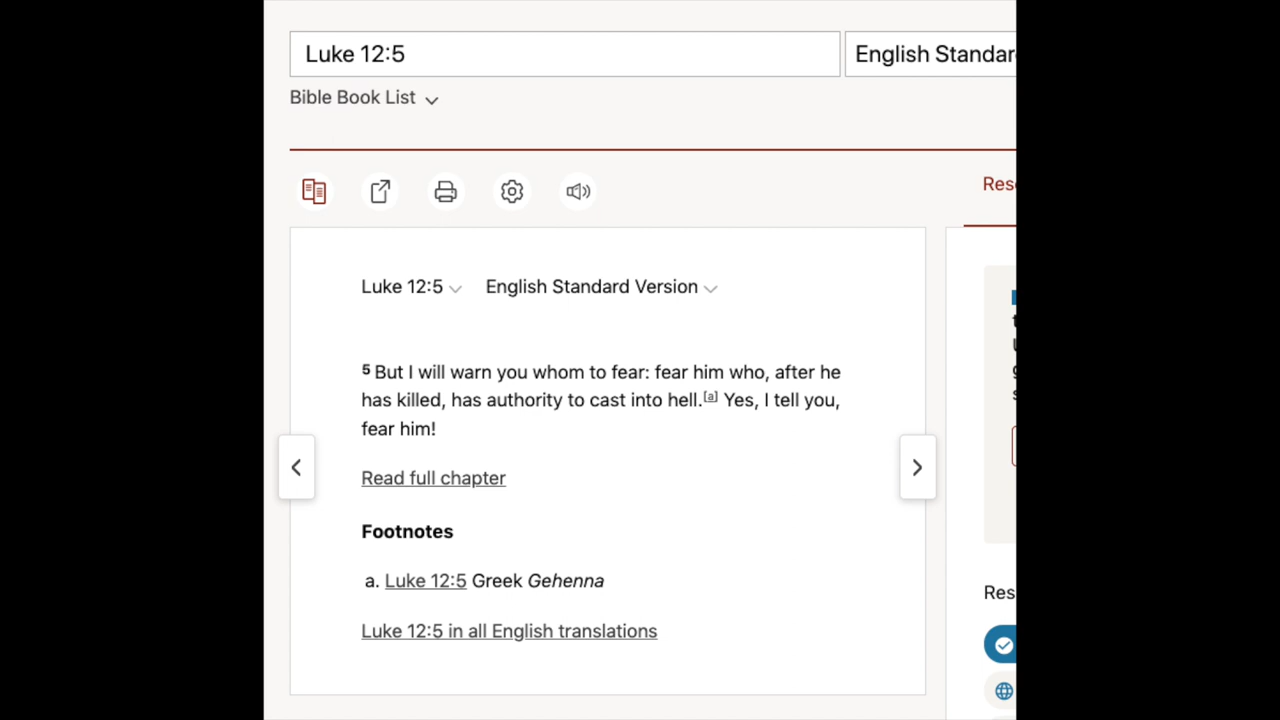 Luke 12:5
English Standar
Bible Book List
Luke 12:5 English Standard Version
5 But I will warn you whom to fear: fear him who, after he
has killed, has authority to cast into hell.[a] Yes, I tell you,
fear him!
Read full chapter
Footnotes
a. Luke 12:5 Greek Gehenna
Luke 12:5 in all English translations
Res
Res